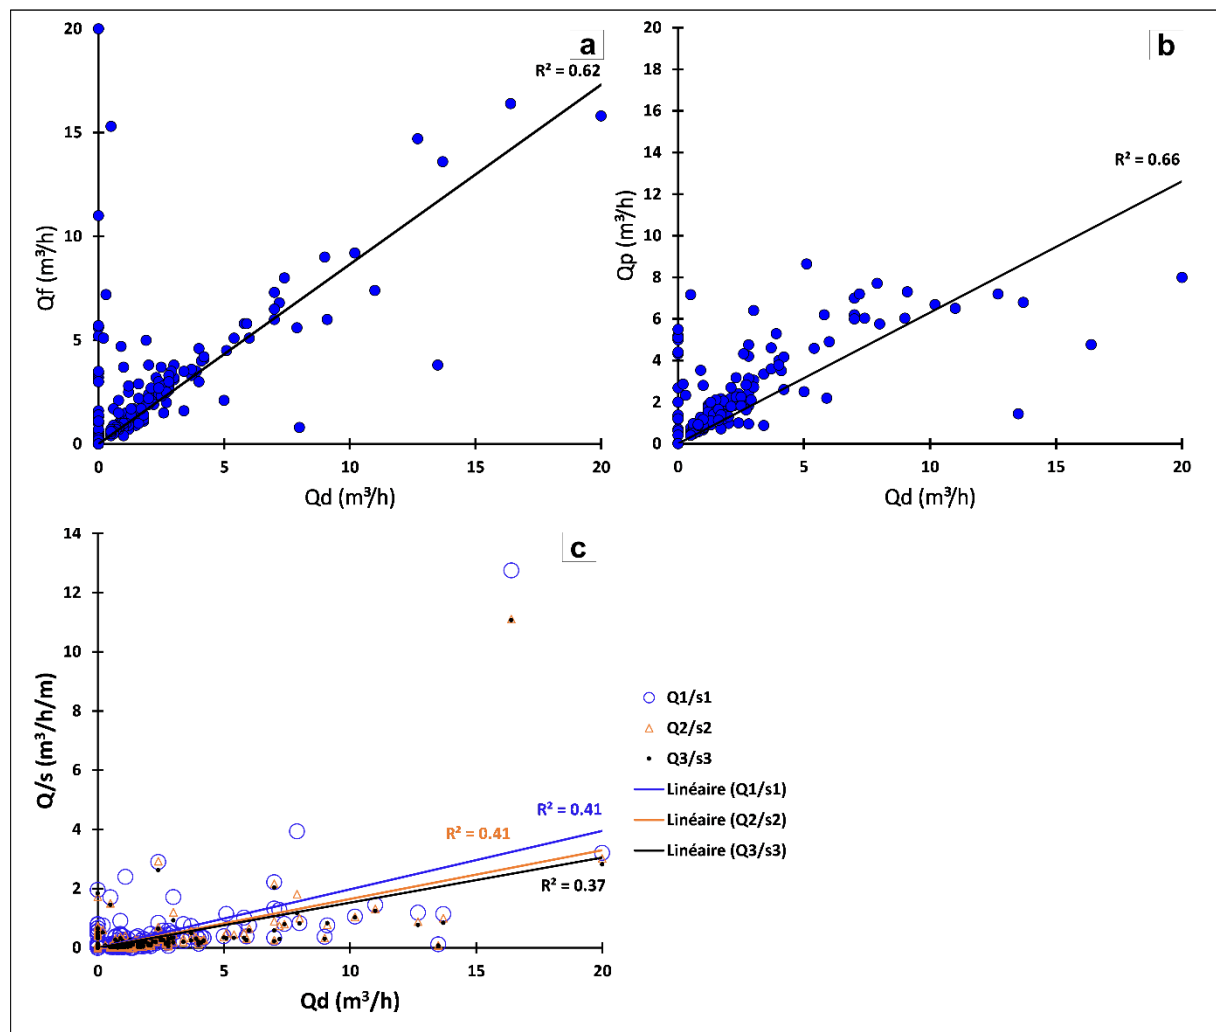 a
R² = 0.62
20
15
10
5
0
Qf (m³/h)
0
5
10
15
20
Qd (m³/h)
b
R² = 0.66
20
18
16
14
12
10
8
6
4
2
0
Qp (m³/h)
0
5
10
15
20
Qd (m³/h)
c
14
12
10
8
6
4
2
0
Q/s (m³/h/m)
R² = 0.41
R² = 0.41
R² = 0.37
0
5
10
15
20
Qd (m³/h)
Q1/s1
Q2/s2
Q3/s3
Linéaire (Q1/s1)
Linéaire (Q2/s2)
Linéaire (Q3/s3)